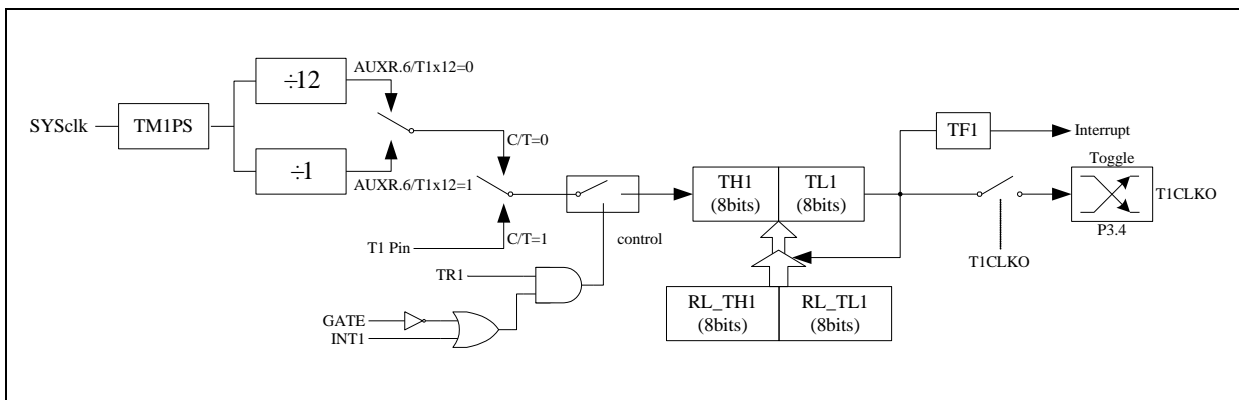 SYSclk
TM1PS
÷12
÷1
AUXR.6/T1x12=0
AUXR.6/T1x12=1
C/T=0
C/T=1
T1 Pin
TR1
GATE
INT1
control
TH1
(8bits)
TL1
(8bits)
RL_TH1
(8bits)
RL_TL1
(8bits)
TF1
Interrupt
Toggle
T1CLKO
P3.4
T1CLKO